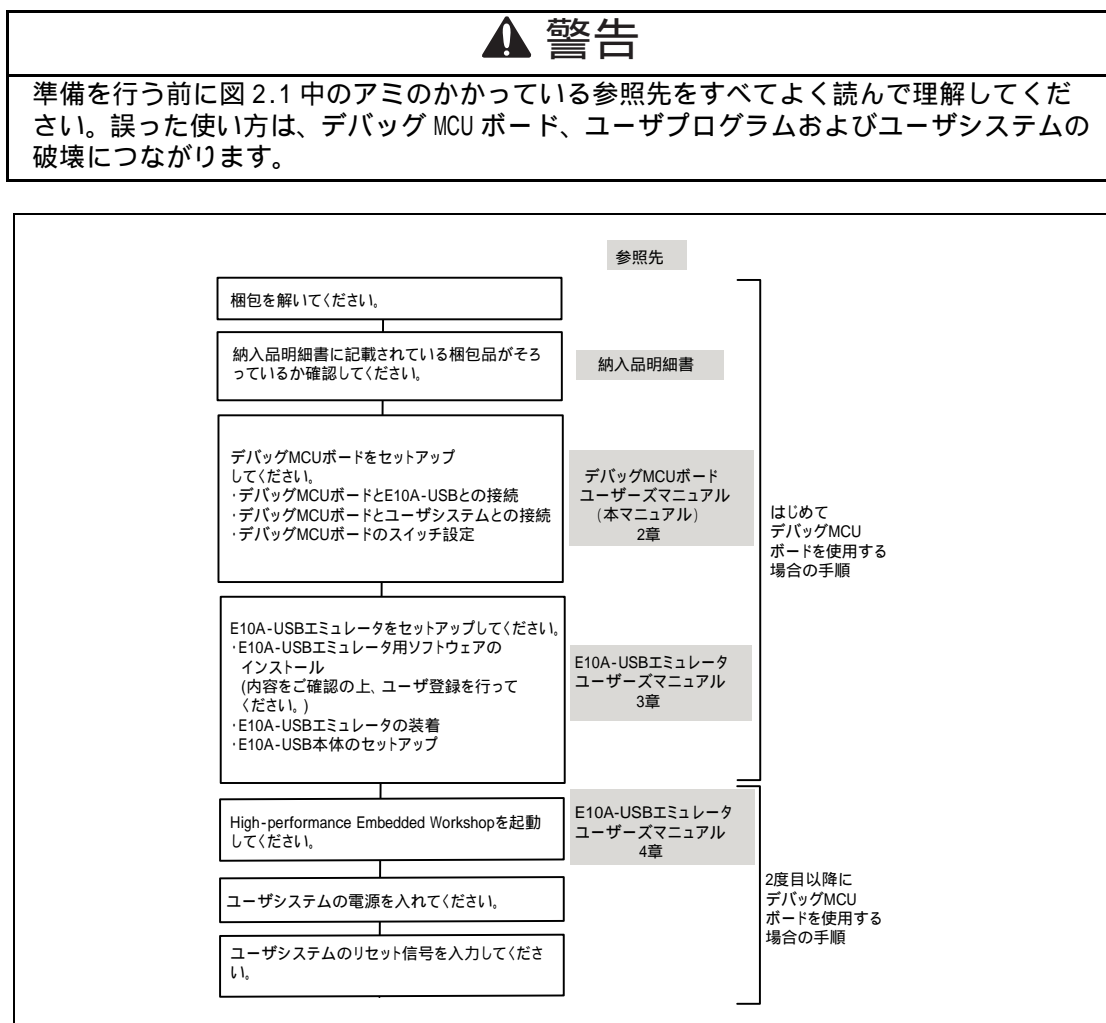 警告
準備を行う前に図 2.1 中のアミのかかっている参照先をすべてよく読んで理解してくだ
さい。誤った使い方は、デバッグ MCU ボード、ユーザプログラムおよびユーザシステムの
破壊につながります。
参照先
梱包を解いてください。
納入品明細書に記載されている梱包品がそろ
っているか確認してください。
納入品明細書
デバッグMCUボードをセットアップ
してください。
・デバッグMCUボードとE10A-USBとの接続
・デバッグMCUボードとユーザシステムとの接続
・デバッグMCUボードのスイッチ設定
デバッグMCUボード
ユーザーズマニュアル
(本マニュアル)
2章
はじめて
デバッグMCU
ボードを使用する
場合の手順
E10A-USBエミュレータをセットアップしてください。
・E10A-USBエミュレータ用ソフトウェアの
インストール
(内容をご確認の上、ユーザ登録を行って
ください。)
・E10A-USBエミュレータの装着
・E10A-USB本体のセットアップ
E10A-USBエミュレータ
ユーザーズマニュアル
3章
High-performance Embedded Workshopを起動
してください。
E10A-USBエミュレータ
ユーザーズマニュアル
4章
ユーザシステムの電源を入れてください。
ユーザシステムのリセット信号を入力してくださ
い。
2度目以降に
デバッグMCU
ボードを使用する
場合の手順